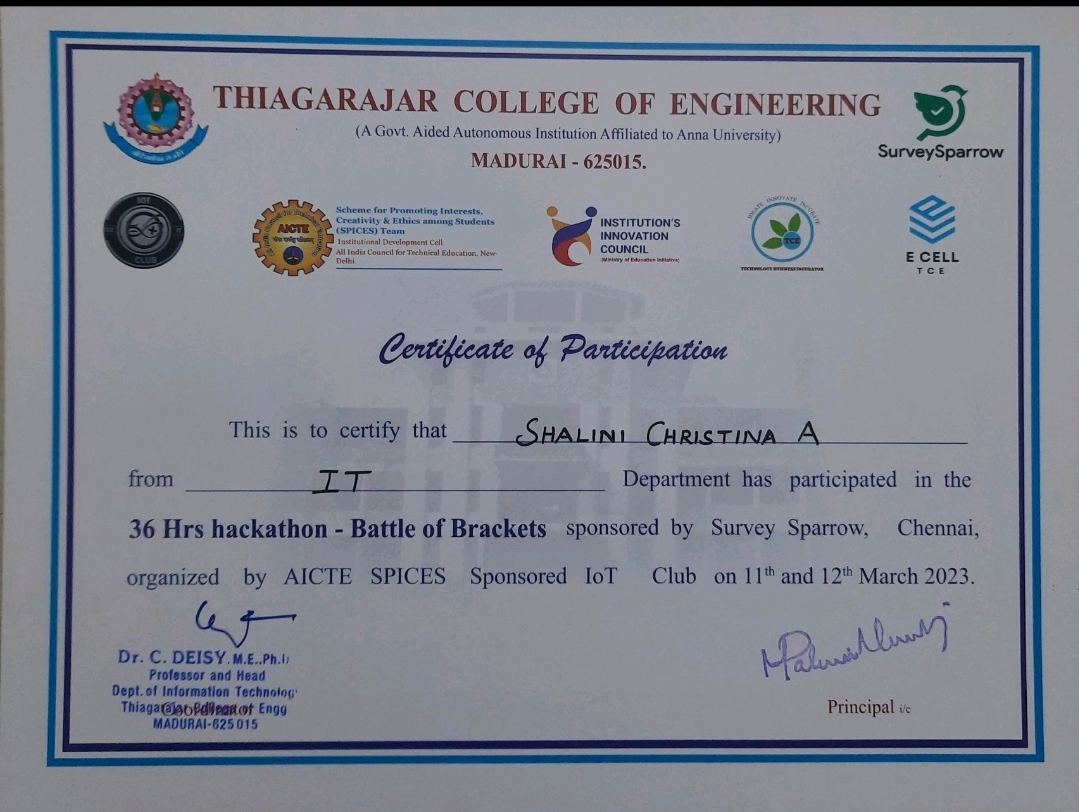 THIAGARAJAR COLLEGE OF ENGINEERING
(A Govt. Aided Autonomous Institution Affiliated to Anna University)
MADURAI - 625015.
SurveySparrow
IOT
CLUB
AICTE
Scheme for Promoting Interests,
Creativity & Ethics among Students
(SPICES) Team
Institutional Development Cell
All India Council for Technical Education, New-
Delhi
INSTITUTION'S
INNOVATION
COUNCIL
(Ministry of Education Initiative)
TCE
TECHNOLOGY BUSINESS INCUBATOR
E CELL
TCE
Certificate of Participation
This is to certify that SHALINI CHRISTINA A
from IT Department has participated in the
36 Hrs hackathon - Battle of Brackets sponsored by Survey Sparrow, Chennai,
organized by AICTE SPICES Sponsored IoT Club on 11th and 12th March 2023.
Dr. C. DEISY, M.E.,Ph.D
Professor and Head
Dept. of Information Technology
Thiagarajar College of Engg
Coordinator
MADURAI-625 015
Principal i/c